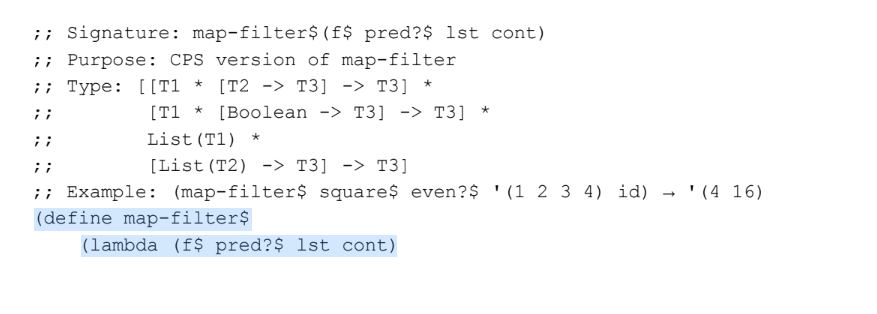 ;; Signature: map-filter$(f$ pred?$ lst cont)
;; Purpose: CPS version of map-filter
;; Type: [[T1 * [T2 -> T3] -> T3] *
;;        [T1 * [Boolean -> T3] -> T3] *
;;        List(T1) *
;;        [List(T2) -> T3] -> T3]
;; Example: (map-filter$ square$ even?$ '(1 2 3 4) id) → '(4 16)
(define map-filter$
    (lambda (f$ pred?$ lst cont)